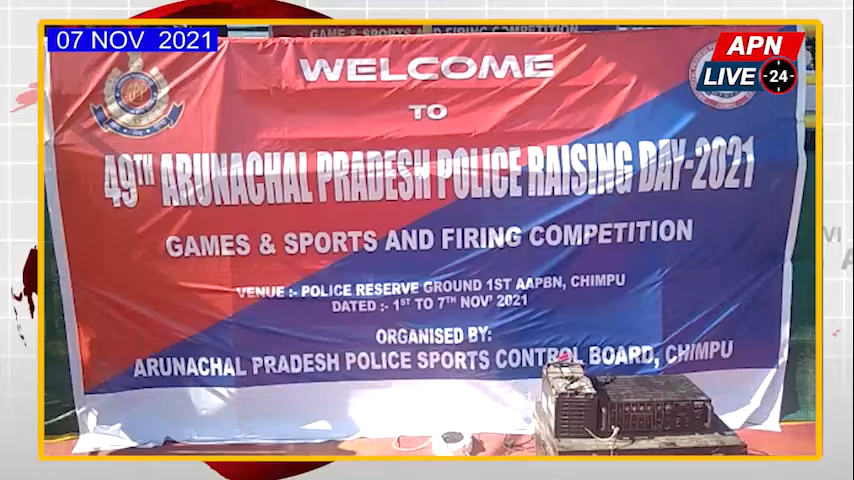 07 NOV 2021
GAMES & SPORTS AND FIRING COMPETITION
APN
LIVE 24
WELCOME
TO
49TH ARUNACHAL PRADESH POLICE RAISING DAY-2021
GAMES & SPORTS AND FIRING COMPETITION
VENUE :- POLICE RESERVE GROUND 1ST AAPBN, CHIMPU
DATED :- 1ST TO 7TH NOV' 2021
ORGANISED BY:
ARUNACHAL PRADESH POLICE SPORTS CONTROL BOARD, CHIMPU